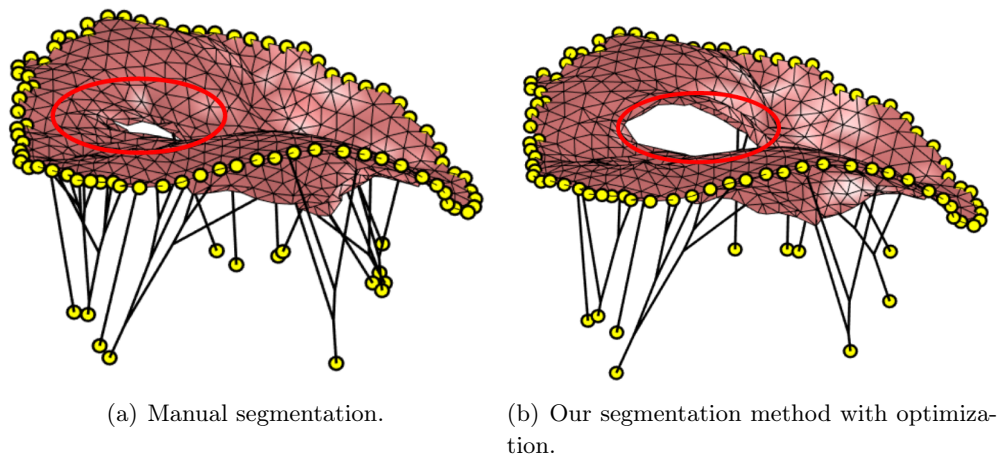 (a) Manual segmentation.
(b) Our segmentation method with optimiza-
tion.